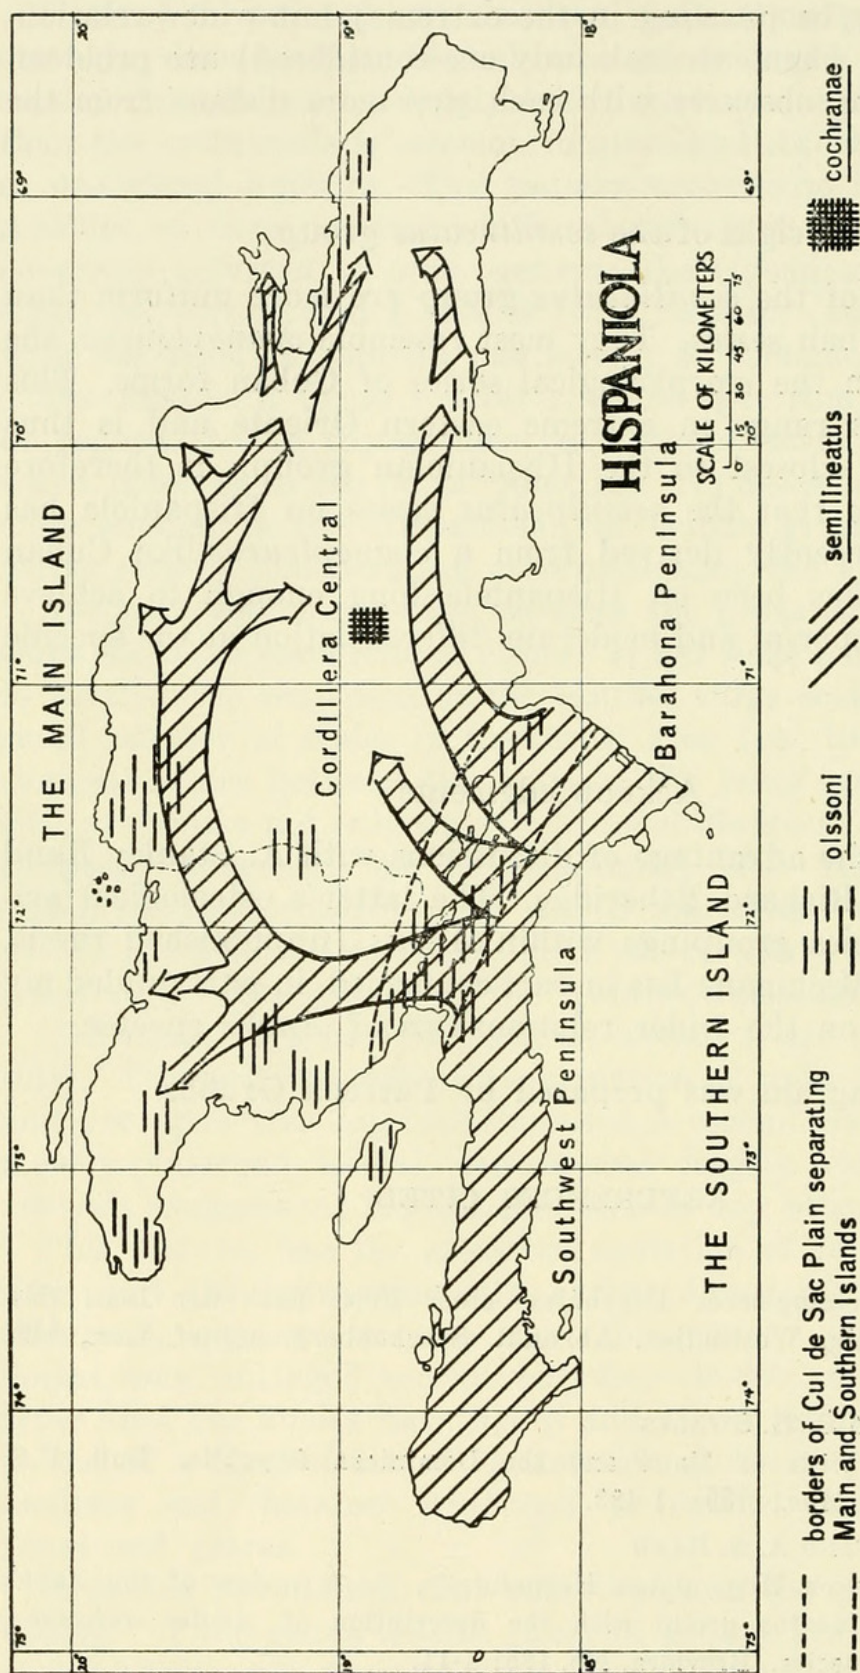 THE MAIN ISLAND
Cordillera Central
HISPANIOLA
SCALE OF KILOMETERS
0 15 30 45 60 75
Barahona Peninsula
Southwest Peninsula
THE SOUTHERN ISLAND
75° 74° 73° 72° 71° 70° 69°
20°
19°
18°
borders of Cul de Sac Plain separating
Main and Southern Islands
olssoni
semilineatus
cochranae